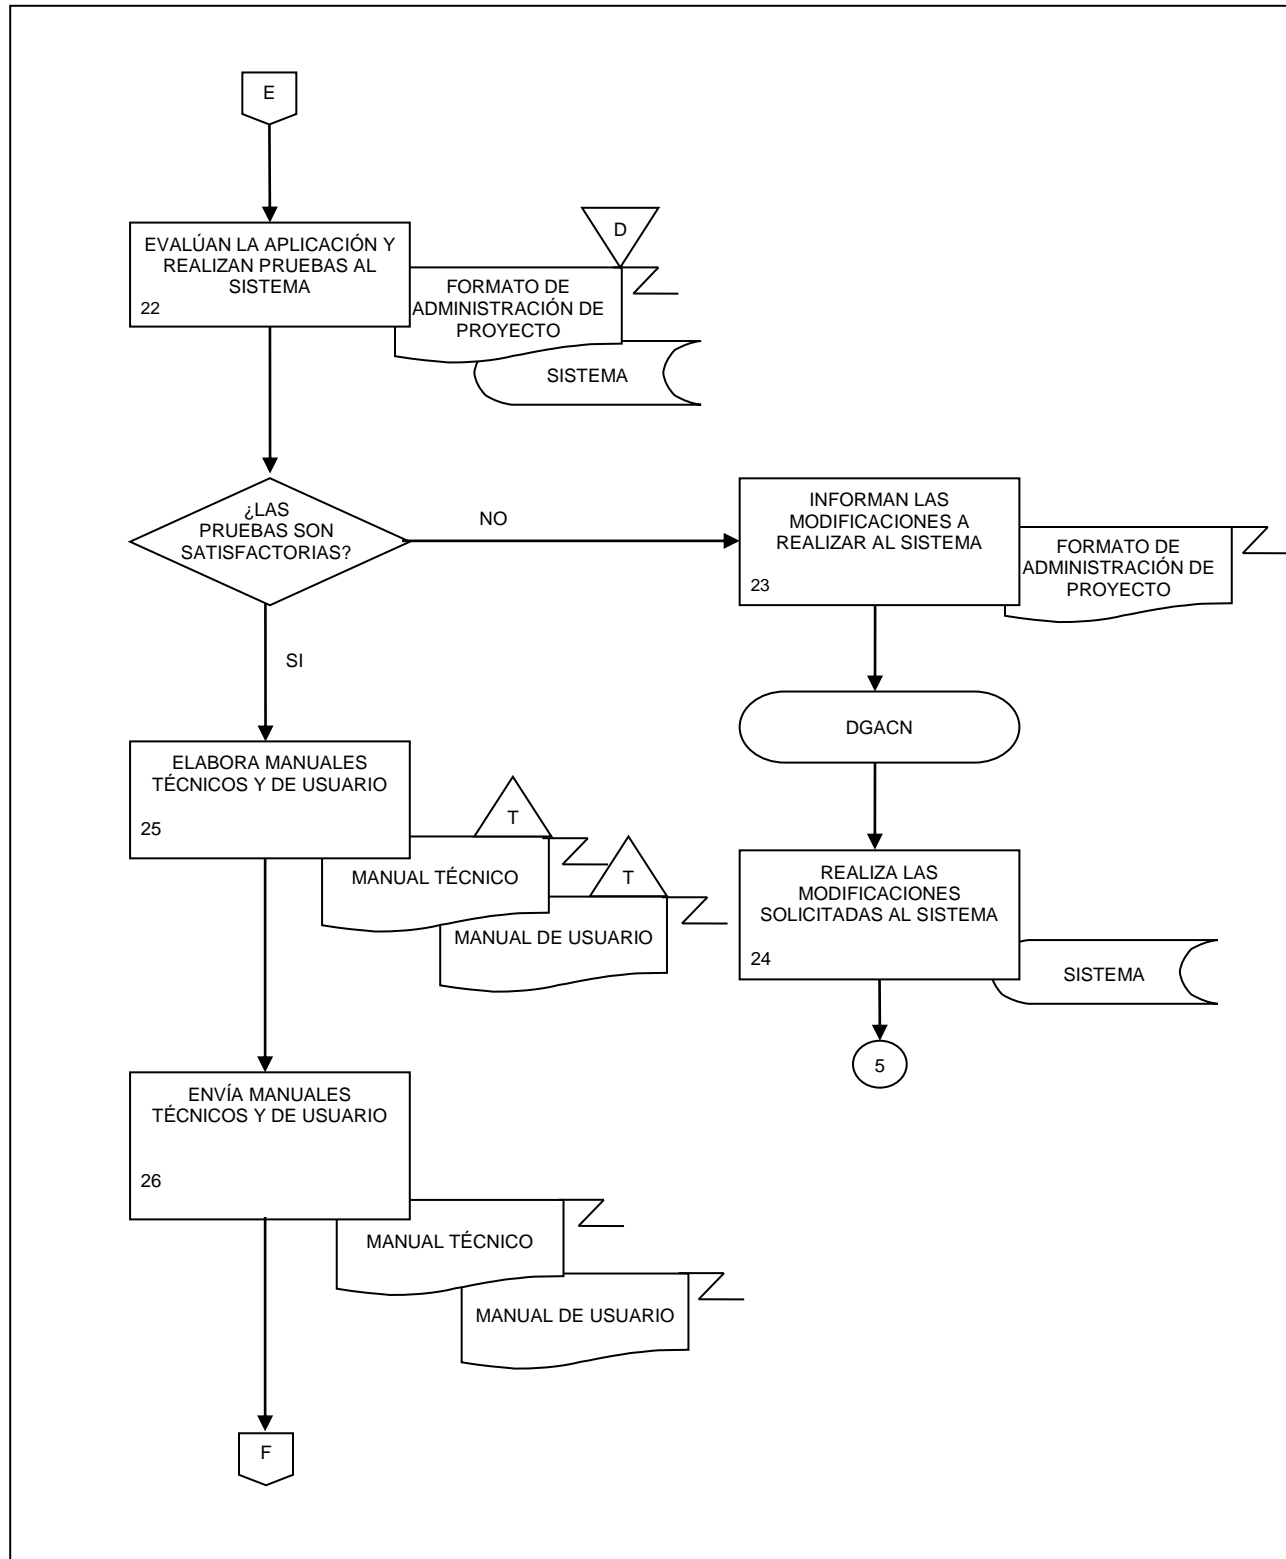 E
EVALÚAN LA APLICACIÓN Y
REALIZAN PRUEBAS AL
SISTEMA
22
D
FORMATO DE
ADMINISTRACIÓN DE
PROYECTO
SISTEMA
¿LAS
PRUEBAS SON
SATISFACTORIAS?
NO
INFORMAN LAS
MODIFICACIONES A
REALIZAR AL SISTEMA
23
FORMATO DE
ADMINISTRACIÓN DE
PROYECTO
SI
DGACN
ELABORA MANUALES
TÉCNICOS Y DE USUARIO
25
T
MANUAL TÉCNICO
T
MANUAL DE USUARIO
REALIZA LAS
MODIFICACIONES
SOLICITADAS AL SISTEMA
24
SISTEMA
5
ENVÍA MANUALES
TÉCNICOS Y DE USUARIO
26
MANUAL TÉCNICO
MANUAL DE USUARIO
F